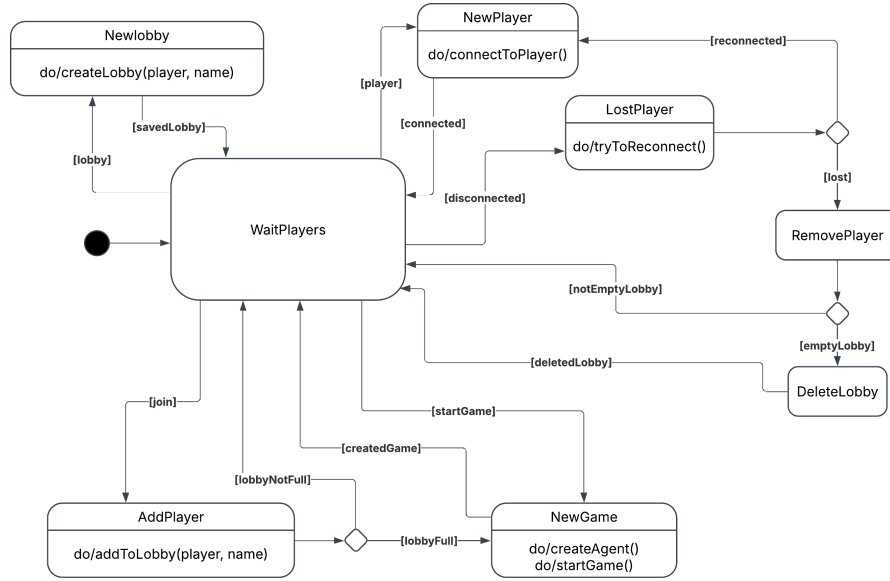 NewPlayer
do/connectToPlayer()
Newlobby
do/createLobby(player, name)
[reconnected]
[player]
LostPlayer
do/tryToReconnect()
[connected]
[savedLobby]
[lobby]
[lost]
[disconnected]
WaitPlayers
RemovePlayer
[notEmptyLobby]
[emptyLobby]
[deletedLobby]
DeleteLobby
[join]
[startGame]
[createdGame]
[lobbyNotFull]
AddPlayer
do/addToLobby(player, name)
[lobbyFull]
NewGame
do/createAgent()
do/startGame()